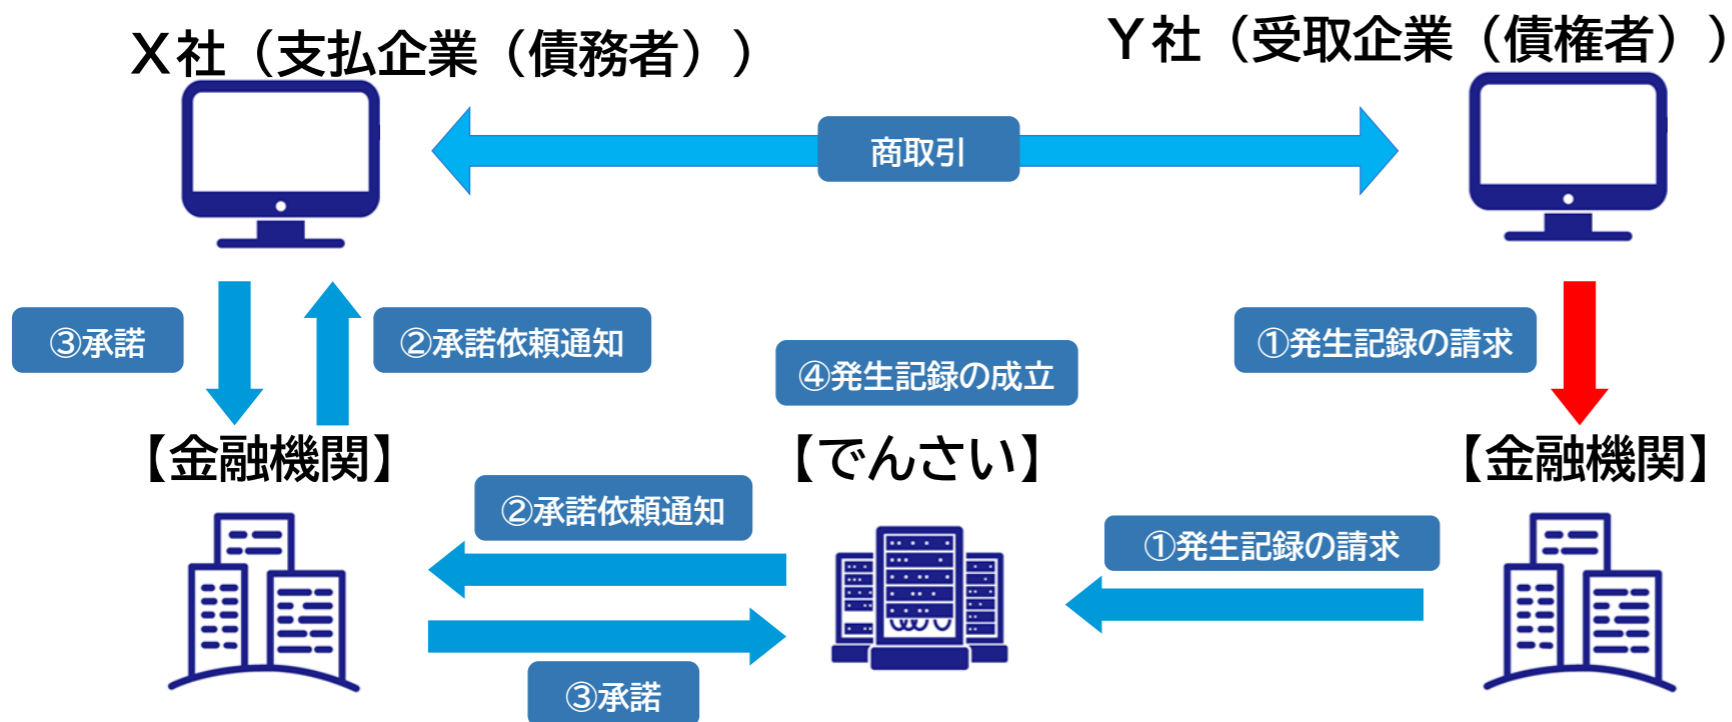 X社（支払企業（債務者））
Y社（受取企業（債権者））
商取引
③承諾
②承諾依頼通知
④発生記録の成立
①発生記録の請求
【金融機関】
【でんさい】
【金融機関】
②承諾依頼通知
①発生記録の請求
③承諾